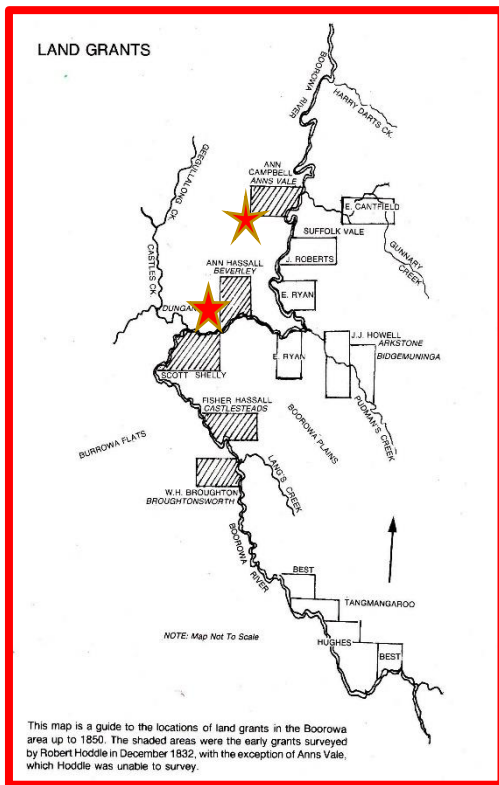 LAND GRANTS
BOOROWA
RIVER
HARRY DARTS CK.
GEEGULLALONG CK.
ANN
CAMPBELL
ANNS VALE
E. CANTFIELD
SUFFOLK VALE
GUNNARY
CREEK
J. ROBERTS
CASTLES CK.
ANN HASSALL
BEVERLEY
E. RYAN
DUNGAN
J.J. HOWELL
ARKSTONE
BIDGEMUNINGA
E. RYAN
SCOTT SHELLY
PUDMAN'S CREEK
FISHER HASSALL
CASTLESTEADS
BOOROWA PLAINS
BURROWA FLATS
LANG'S CREEK
W.H. BROUGHTON
BROUGHTONSWORTH
BOOROWA
RIVER
BEST
TANGMANGAROO
NOTE: Map Not To Scale
HUGHES
BEST
This map is a guide to the locations of land grants in the Boorowa
area up to 1850. The shaded areas were the early grants surveyed
by Robert Hoddle in December 1832, with the exception of Anns Vale,
which Hoddle was unable to survey.